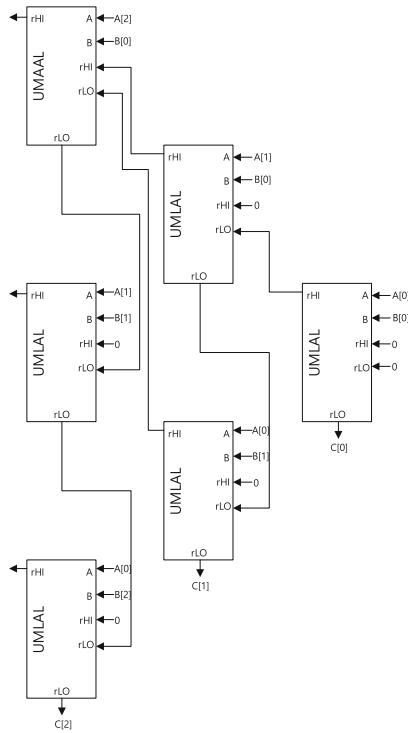 rHI A A[2]
B B[0]
rHI
rLO
UMAAL
rLO
rHI A A[1]
B B[0]
rHI 0
rLO
UMLAL
rLO
rHI A A[1]
B B[1]
rHI 0
rLO
UMLAL
rLO
rHI A A[0]
B B[0]
rHI 0
rLO 0
UMLAL
rLO
C[0]
rHI A A[0]
B B[1]
rHI 0
rLO
UMLAL
rLO
C[1]
rHI A A[0]
B B[2]
rHI 0
rLO
UMLAL
rLO
C[2]